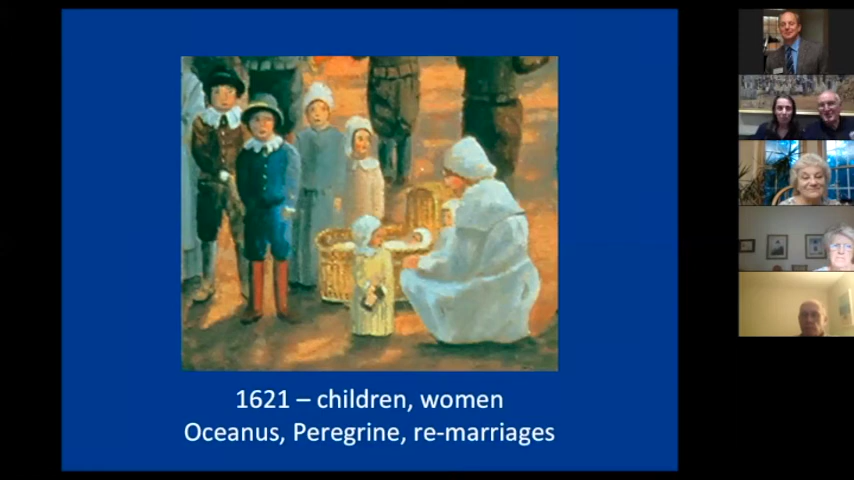 1621 – children, women
Oceanus, Peregrine, re-marriages